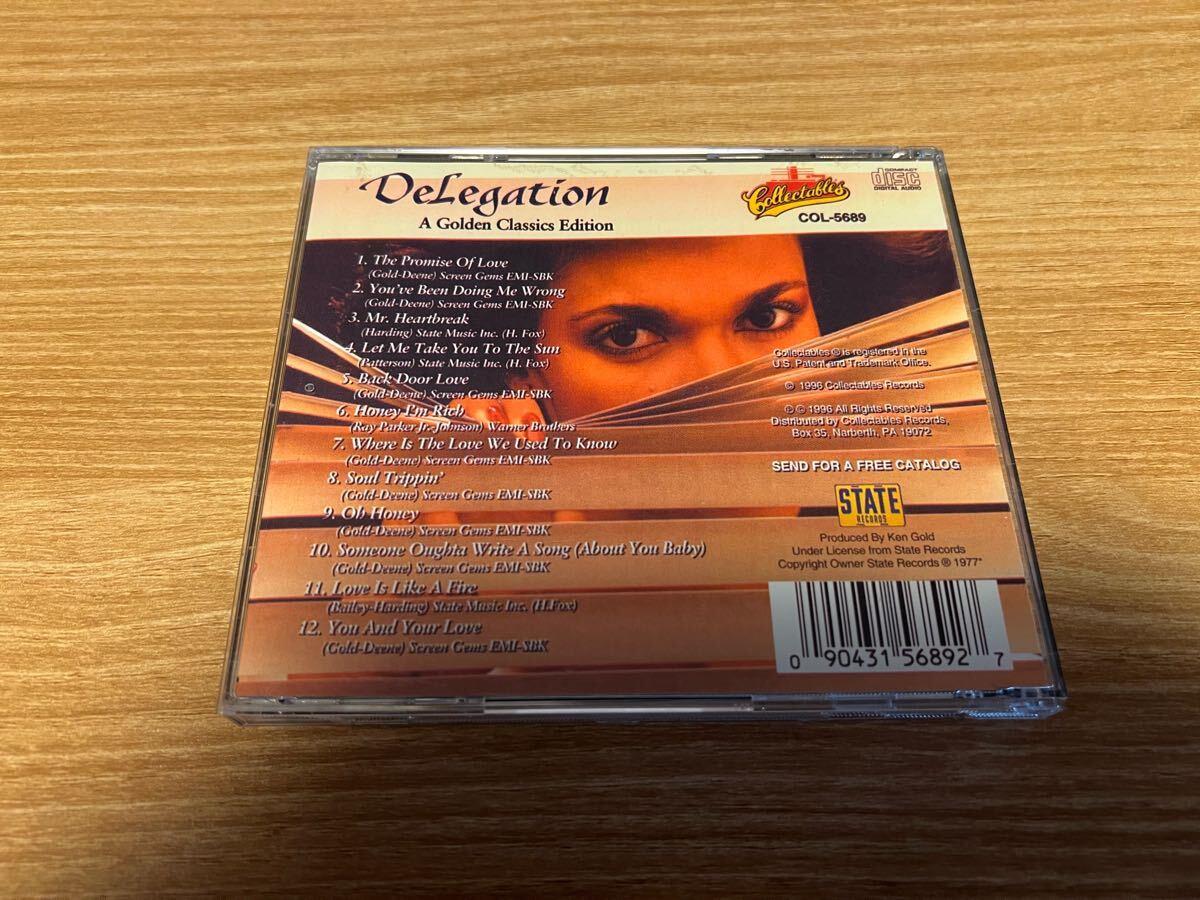 DeLegation
A Golden Classics Edition
Collectables
COL-5689
COMPACT
disc
DIGITAL AUDIO
1. The Promise Of Love
(Gold-Deene) Screen Gems EMI-SBK
2. You've Been Doing Me Wrong
(Gold-Deene) Screen Gems EMI-SBK
3. Mr. Heartbreak
(Harding) State Music Inc. (H. Fox)
4. Let Me Take You To The Sun
(Patterson) State Music Inc. (H. Fox)
5. Back Door Love
(Gold-Deene) Screen Gems EMI-SBK
6. Honey I'm Rich
(Ray Parker Jr.-Johnson) Warner Brothers
7. Where Is The Love We Used To Know
(Gold-Deene) Screen Gems EMI-SBK
8. Soul Trippin'
(Gold-Deene) Screen Gems EMI-SBK
9. Oh Honey
(Gold-Deene) Screen Gems EMI-SBK
10. Someone Oughta Write A Song (About You Baby)
(Gold-Deene) Screen Gems EMI-SBK
11. Love Is Like A Fire
(Bailey-Harding) State Music Inc. (H.Fox)
12. You And Your Love
(Gold-Deene) Screen Gems EMI-SBK
Collectables ® is registered in the
U.S. Patent and Trademark Office.
© 1996 Collectables Records
℗ © 1996 All Rights Reserved
Distributed by Collectables Records,
Box 35, Narberth, PA 19072
SEND FOR A FREE CATALOG
STATE
RECORDS
Produced By Ken Gold
Under License from State Records
Copyright Owner State Records ® 1977*
0 90431 56892 7